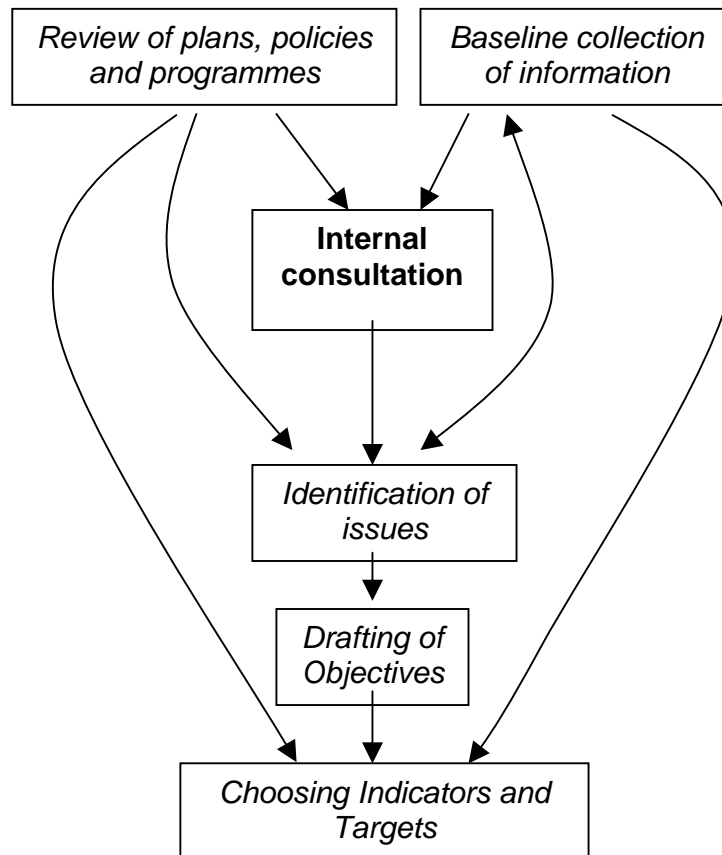 Review of plans, policies
and programmes
Baseline collection
of information
Internal
consultation
Identification of
issues
Drafting of
Objectives
Choosing Indicators and
Targets